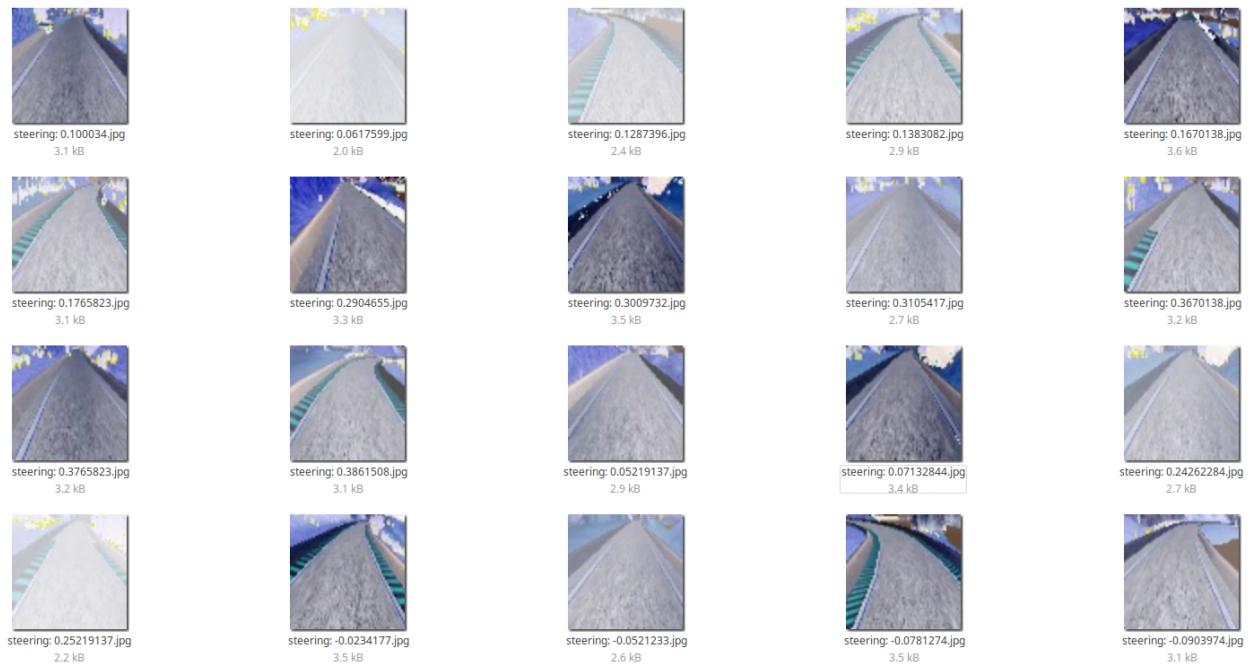 steering: 0.100034.jpg
3.1 kB
steering: 0.0617599.jpg
2.0 kB
steering: 0.1287396.jpg
2.4 kB
steering: 0.1383082.jpg
2.9 kB
steering: 0.1670138.jpg
3.6 kB
steering: 0.1765823.jpg
3.1 kB
steering: 0.2904655.jpg
3.3 kB
steering: 0.3009732.jpg
3.5 kB
steering: 0.3105417.jpg
2.7 kB
steering: 0.3670138.jpg
3.2 kB
steering: 0.3765823.jpg
3.2 kB
steering: 0.3861508.jpg
3.1 kB
steering: 0.05219137.jpg
2.9 kB
steering: 0.07132844.jpg
3.4 kB
steering: 0.24262284.jpg
2.7 kB
steering: 0.25219137.jpg
2.2 kB
steering: -0.0234177.jpg
3.5 kB
steering: -0.0521233.jpg
2.6 kB
steering: -0.0781274.jpg
3.5 kB
steering: -0.0903974.jpg
3.1 kB